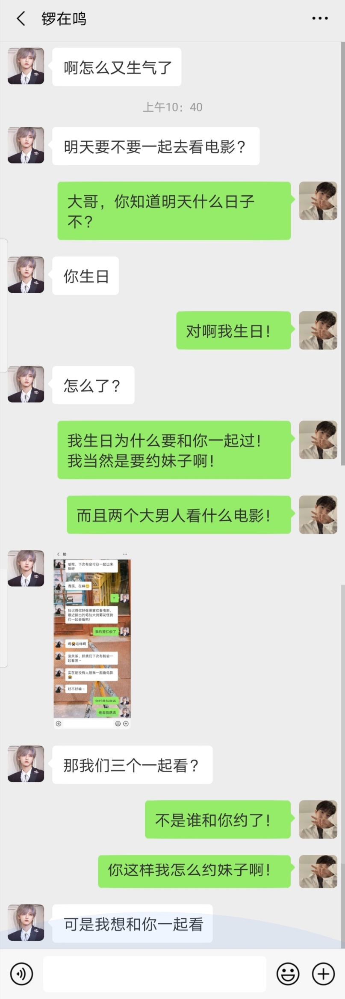 锣在鸣
啊怎么又生气了
上午10：40
明天要不要一起去看电影？
大哥，你知道明天什么日子
不？
你生日
对啊我生日！
怎么了？
我生日为什么要和你一起过！
我当然是要约妹子啊！
而且两个大男人看什么电影！
妮
哈哈，下次有空可以一起出来
玩呀
渽民，在嘛
？
我记得你好像很喜欢看电影，
最近新出的笔仙大战菊花怪我
们一起去看吧！
我约黄仁俊了
啊😭这样啊
没关系，那我们下次有机会一
起看吧~
实在是没有人陪我一起看电影
😭
好不好嘛~
你叫黄仁俊去
他去我就去
那我们三个一起看？
不是谁和你约了！
你这样我怎么约妹子啊！
可是我想和你一起看